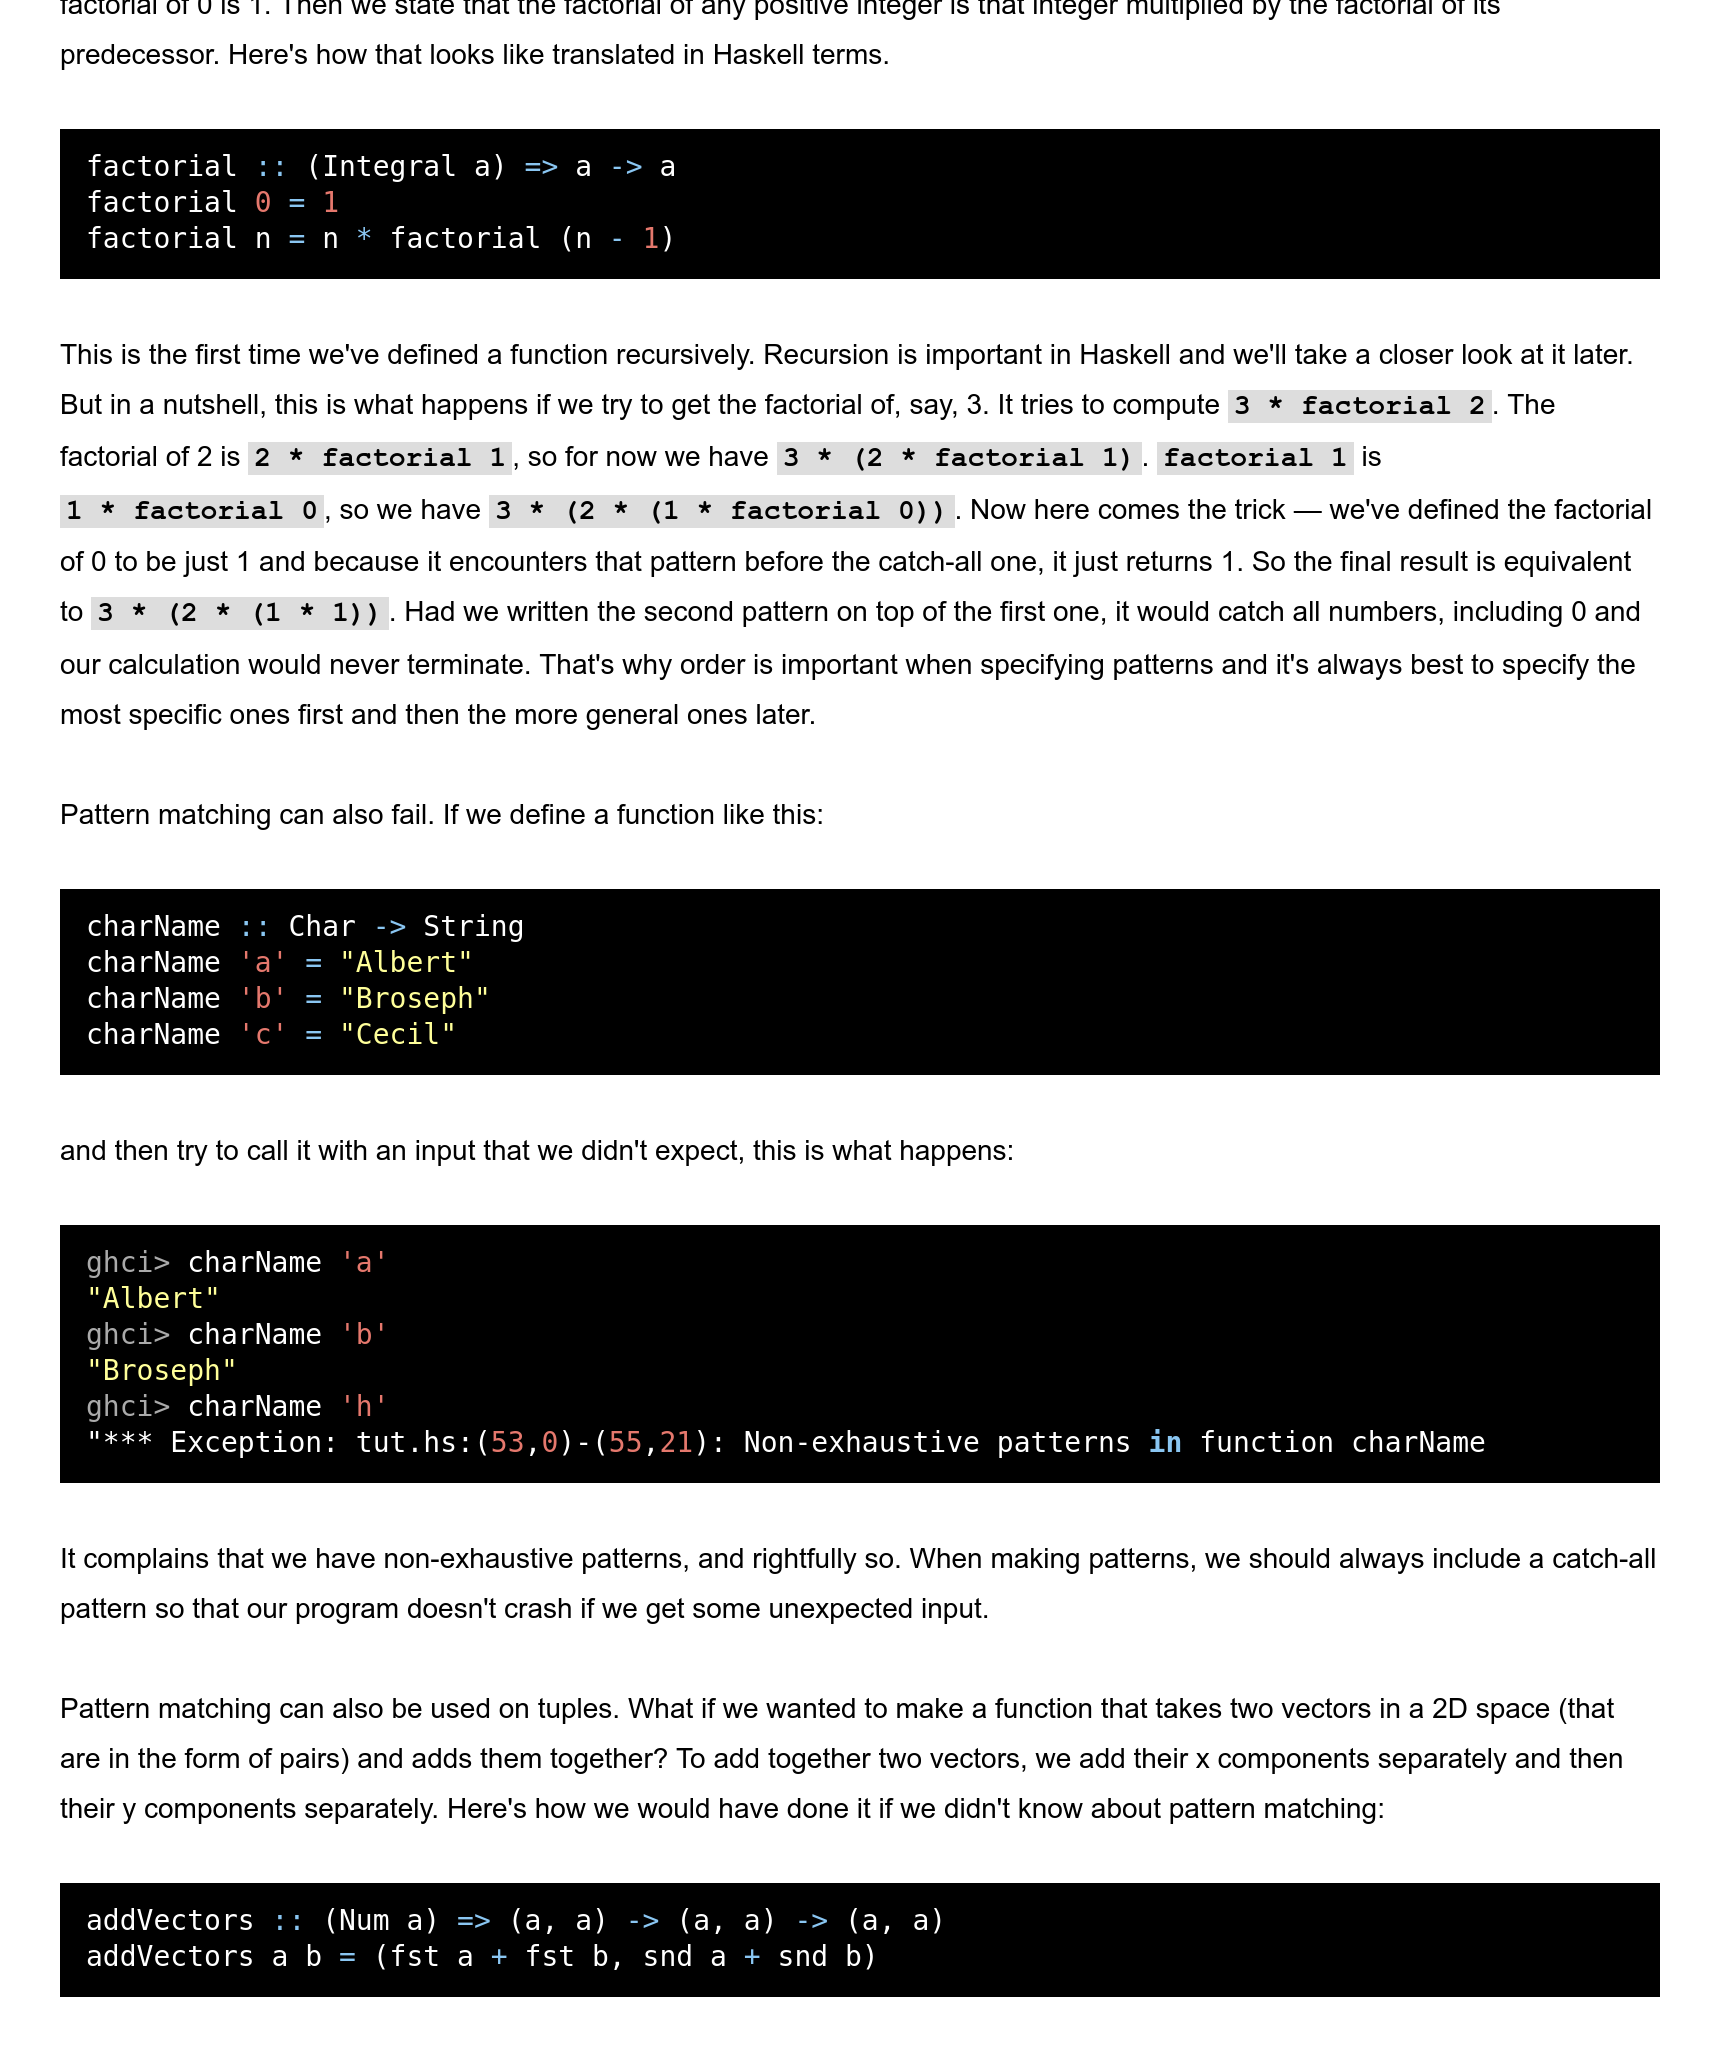 factorial of 0 is 1. Then we state that the factorial of any positive integer is that integer multiplied by the factorial of its
predecessor. Here's how that looks like translated in Haskell terms.
factorial :: (Integral a) => a -> a
factorial 0 = 1
factorial n = n * factorial (n - 1)
This is the first time we've defined a function recursively. Recursion is important in Haskell and we'll take a closer look at it later.
But in a nutshell, this is what happens if we try to get the factorial of, say, 3. It tries to compute 3 * factorial 2. The
factorial of 2 is 2 * factorial 1, so for now we have 3 * (2 * factorial 1). factorial 1 is
1 * factorial 0, so we have 3 * (2 * (1 * factorial 0)). Now here comes the trick — we've defined the factorial
of 0 to be just 1 and because it encounters that pattern before the catch-all one, it just returns 1. So the final result is equivalent
to 3 * (2 * (1 * 1)). Had we written the second pattern on top of the first one, it would catch all numbers, including 0 and
our calculation would never terminate. That's why order is important when specifying patterns and it's always best to specify the
most specific ones first and then the more general ones later.
Pattern matching can also fail. If we define a function like this:
charName :: Char -> String
charName 'a' = "Albert"
charName 'b' = "Broseph"
charName 'c' = "Cecil"
and then try to call it with an input that we didn't expect, this is what happens:
ghci> charName 'a'
"Albert"
ghci> charName 'b'
"Broseph"
ghci> charName 'h'
"*** Exception: tut.hs:(53,0)-(55,21): Non-exhaustive patterns in function charName
It complains that we have non-exhaustive patterns, and rightfully so. When making patterns, we should always include a catch-all
pattern so that our program doesn't crash if we get some unexpected input.
Pattern matching can also be used on tuples. What if we wanted to make a function that takes two vectors in a 2D space (that
are in the form of pairs) and adds them together? To add together two vectors, we add their x components separately and then
their y components separately. Here's how we would have done it if we didn't know about pattern matching:
addVectors :: (Num a) => (a, a) -> (a, a) -> (a, a)
addVectors a b = (fst a + fst b, snd a + snd b)